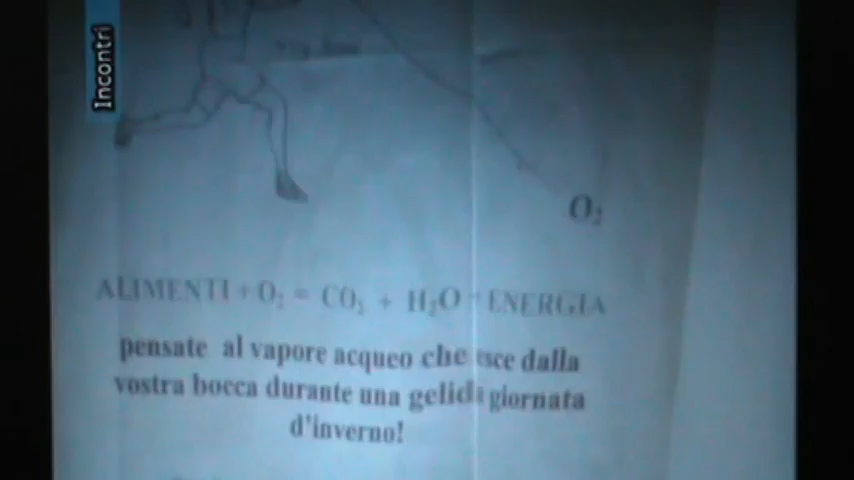 Incontri
O₂
ALIMENTI + O₂ = CO₂ + H₂O + ENERGIA
pensate al vapore acqueo che esce dalla
vostra bocca durante una gelida giornata
d'inverno!